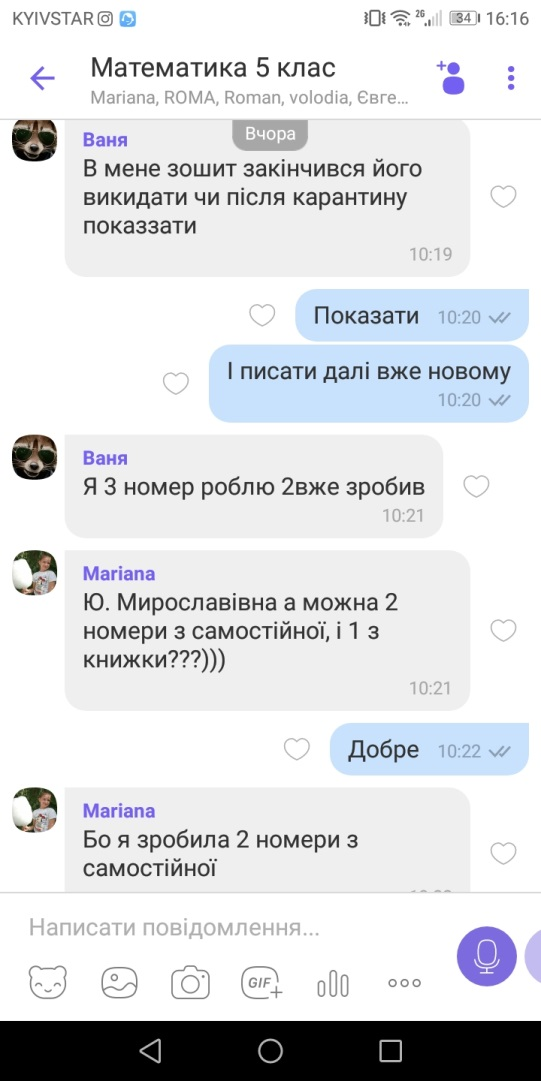 KYIVSTAR 2G 34 16:16
Математика 5 клас
Mariana, ROMA, Roman, volodia, Євге...
Вчора
Ваня
В мене зошит закінчився його
викидати чи після карантину
показзати
10:19
Показати 10:20
І писати далі вже новому
10:20
Ваня
Я 3 номер роблю 2вже зробив
10:21
Mariana
Ю. Мирославівна а можна 2
номери з самостійної, і 1 з
книжки???)))
10:21
Добре 10:22
Mariana
Бо я зробила 2 номери з
самостійної
Написати повідомлення...
GIF